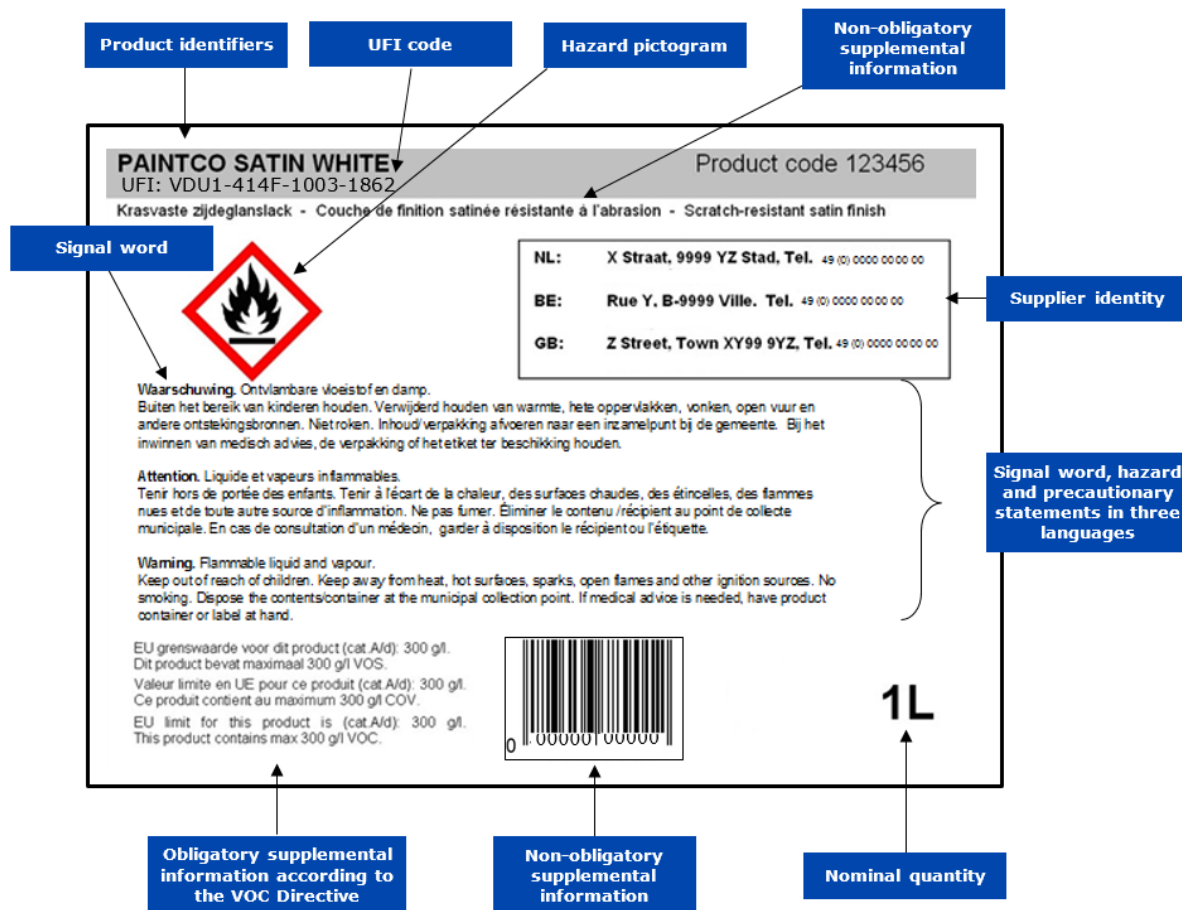 Product identifiers
UFI code
Hazard pictogram
Non-obligatory
supplemental
information
PAINTCO SATIN WHITE
Product code 123456
UFI: VDU1-414F-1003-1862
Krasvaste zijdeglanslack - Couche de finition satinée résistante á l'abrasion - Scratch-resistant satin finish
Signal word
NL: X Straat, 9999 YZ Stad, Tel. 49 (0) 0000 0000 00
BE: Rue Y, B-9999 Ville. Tel. 49 (0) 0000 00 00 00
GB: Z Street, Town XY99 9YZ, Tel. 49 (0) 0000 0000 00
Supplier identity
Waarschuwing. Ontvlambare vloeistof en damp.
Buiten het bereik van kinderen houden. Verwijderd houden van warmte, hete oppervlakken, vonken, open vuur en
andere ontstekingsbronnen. Niet roken. Inhoud/verpakking afvoeren naar een inzamelpunt bij de gemeente. Bij het
inwinnen van medisch advies, de verpakking of het etiket ter beschikking houden.
Attention. Liquide et vapeurs inflammables.
Tenir hors de portée des enfants. Tenir à l'écart de la chaleur, des surfaces chaudes, des étincelles, des flammes
nues et de toute autre source d'inflammation. Ne pas fumer. Éliminer le contenu /récipient au point de collecte
municipale. En cas de consultation d'un médecin, garder à disposition le récipient ou l'étiquette.
Warning. Flammable liquid and vapour.
Keep out of reach of children. Keep away from heat, hot surfaces, sparks, open flames and other ignition sources. No
smoking. Dispose the contents/container at the municipal collection point. If medical advice is needed, have product
container or label at hand.
Signal word, hazard
and precautionary
statements in three
languages
EU grenswaarde voor dit product (cat.A/d): 300 g/l.
Dit product bevat maximaal 300 g/l VOS.
Valeur limite en UE pour ce produit (cat.A/d): 300 g/l.
Ce produit contient au maximum 300 g/l COV.
EU limit for this product is (cat.A/d): 300 g/l.
This product contains max 300 g/l VOC.
0 00000 00000
1L
Obligatory supplemental
information according to
the VOC Directive
Non-obligatory
supplemental
information
Nominal quantity